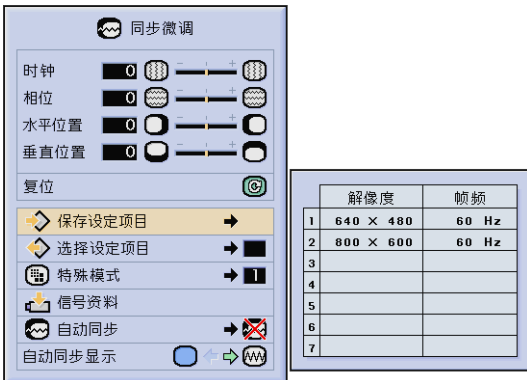 同步微调
时钟 0 - +
相位 0 - +
水平位置 0 - +
垂直位置 0 - +
复位
保存设定项目
选择设定项目
特殊模式 1
信号资料
自动同步
自动同步显示
解像度 帧频
1 640 × 480 60 Hz
2 800 × 600 60 Hz
3
4
5
6
7